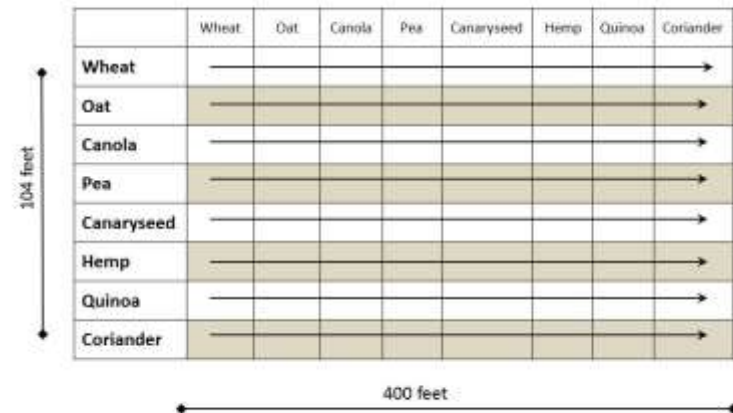 Wheat Oat Canola Pea Canaryseed Hemp Quinoa Coriander
Wheat
Oat
Canola
Pea
Canaryseed
Hemp
Quinoa
Coriander
104 feet
400 feet